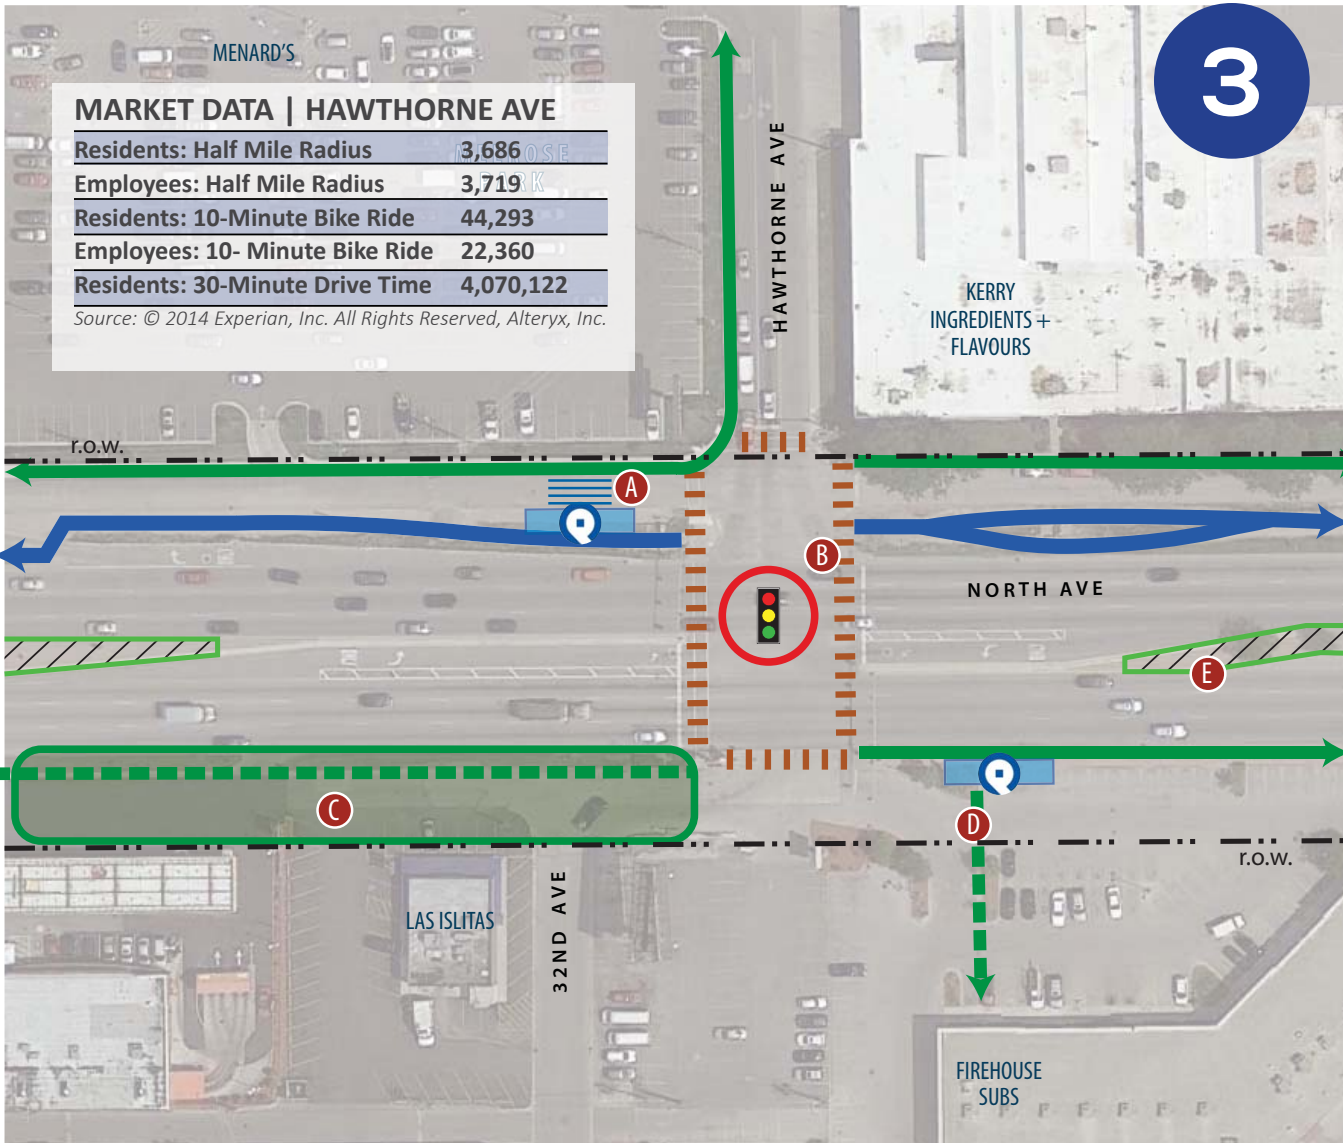 MENARD'S
3
MARKET DATA | HAWTHORNE AVE
Residents: Half Mile Radius 3,686
Employees: Half Mile Radius 3,719
Residents: 10-Minute Bike Ride 44,293
Employees: 10- Minute Bike Ride 22,360
Residents: 30-Minute Drive Time 4,070,122
Source: © 2014 Experian, Inc. All Rights Reserved, Alteryx, Inc.
MELROSE
PARK
HAWTHORNE AVE
KERRY
INGREDIENTS +
FLAVOURS
r.o.w.
A
B
NORTH AVE
E
C
D
r.o.w.
LAS ISLITAS
32ND AVE
FIREHOUSE
SUBS